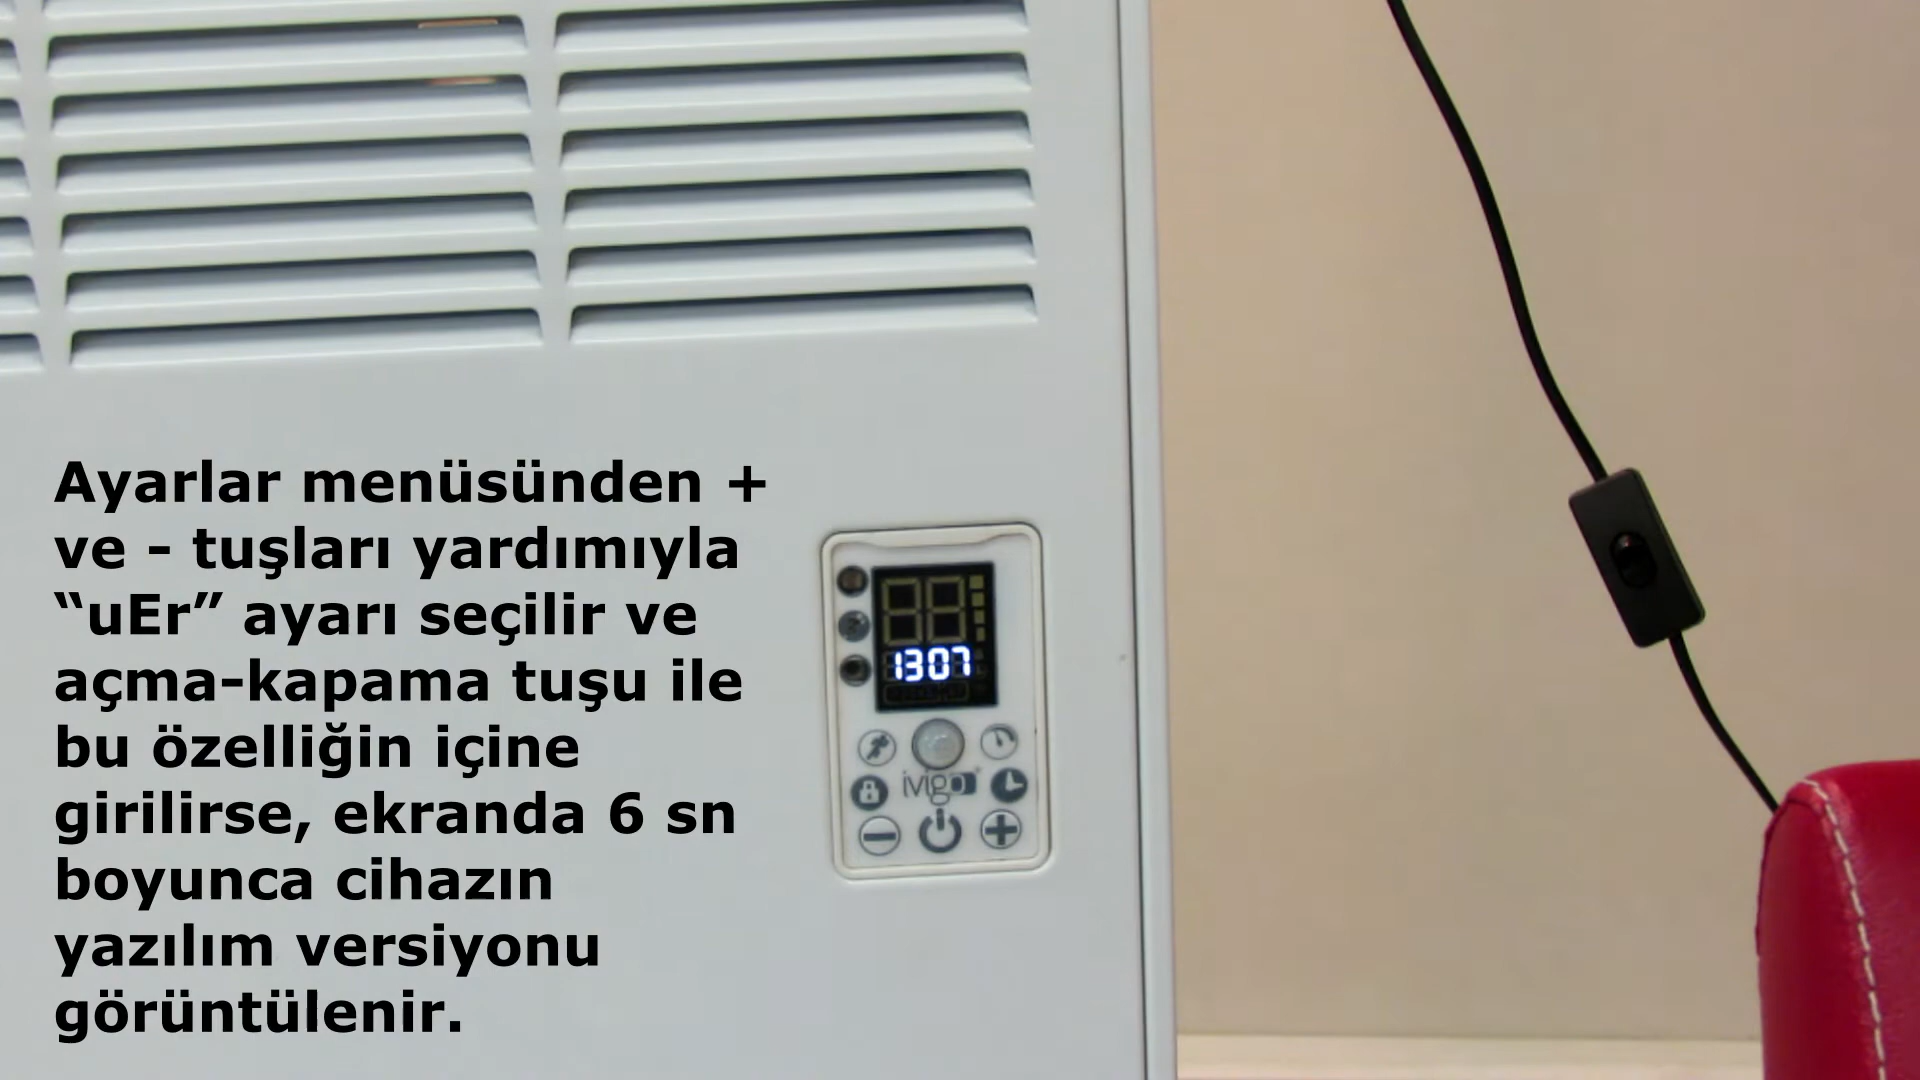 Ayarlar menüsünden +
ve - tuşları yardımıyla
“uEr” ayarı seçilir ve
açma-kapama tuşu ile
bu özelliğin içine
girilirse, ekranda 6 sn
boyunca cihazın
yazılım versiyonu
görüntülenir.
1307
ivigo